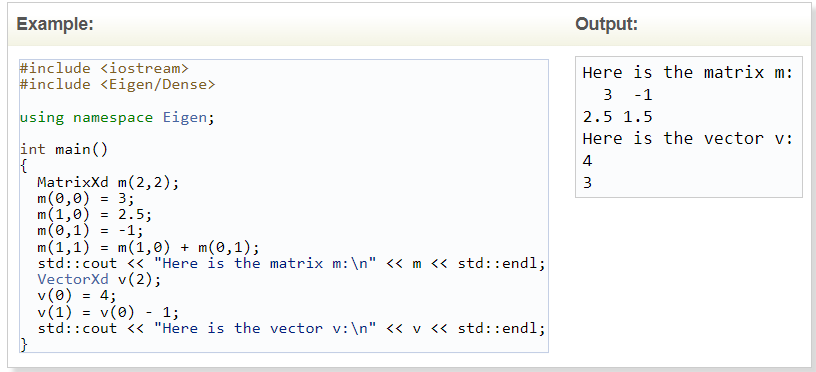 Example:
#include <iostream>
#include <Eigen/Dense>
using namespace Eigen;
int main()
{
  MatrixXd m(2,2);
  m(0,0) = 3;
  m(1,0) = 2.5;
  m(0,1) = -1;
  m(1,1) = m(1,0) + m(0,1);
  std::cout << "Here is the matrix m:\n" << m << std::endl;
  VectorXd v(2);
  v(0) = 4;
  v(1) = v(0) - 1;
  std::cout << "Here is the vector v:\n" << v << std::endl;
}
Output:
Here is the matrix m:
  3  -1
2.5 1.5
Here is the vector v:
4
3